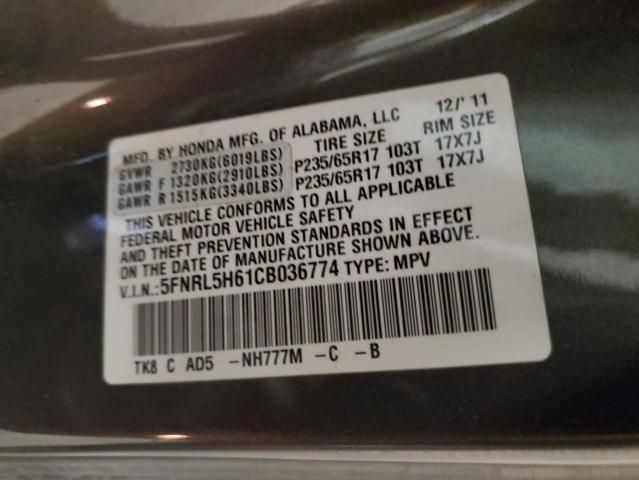 MFD. BY HONDA MFG. OF ALABAMA, LLC 12/'11
TIRE SIZE RIM SIZE
GVWR 2730KG(6019LBS)
GAWR F 1320KG(2910LBS) P235/65R17 103T 17X7J
GAWR R 1515KG(3340LBS) P235/65R17 103T 17X7J
THIS VEHICLE CONFORMS TO ALL APPLICABLE
FEDERAL MOTOR VEHICLE SAFETY
AND THEFT PREVENTION STANDARDS IN EFFECT
ON THE DATE OF MANUFACTURE SHOWN ABOVE.
V.I.N.:5FNRL5H61CB036774 TYPE: MPV
TK8 C AD5 -NH777M -C -B